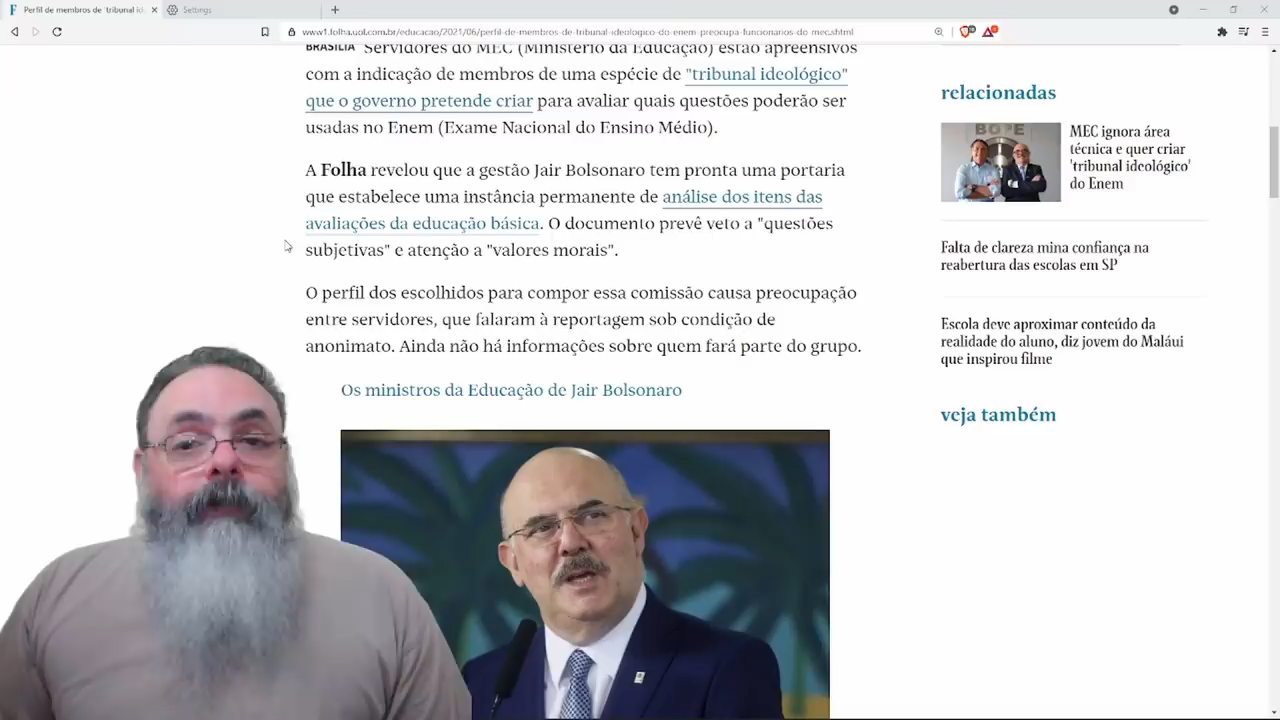 Perfil de membros de 'tribunal ide
Settings
www1.folha.uol.com.br/educacao/2021/06/perfil-de-membros-de-tribunal-ideologico-do-enem-preocupa-funcionarios-do-mec.shtml
BRASÍLIA Servidores do MEC (Ministério da Educação) estão apreensivos
com a indicação de membros de uma espécie de "tribunal ideológico"
que o governo pretende criar para avaliar quais questões poderão ser
usadas no Enem (Exame Nacional do Ensino Médio).
A Folha revelou que a gestão Jair Bolsonaro tem pronta uma portaria
que estabelece uma instância permanente de análise dos itens das
avaliações da educação básica. O documento prevê veto a "questões
subjetivas" e atenção a "valores morais".
O perfil dos escolhidos para compor essa comissão causa preocupação
entre servidores, que falaram à reportagem sob condição de
anonimato. Ainda não há informações sobre quem fará parte do grupo.
Os ministros da Educação de Jair Bolsonaro
relacionadas
MEC ignora área
técnica e quer criar
'tribunal ideológico'
do Enem
Falta de clareza mina confiança na
reabertura das escolas em SP
Escola deve aproximar conteúdo da
realidade do aluno, diz jovem do Maláui
que inspirou filme
veja também